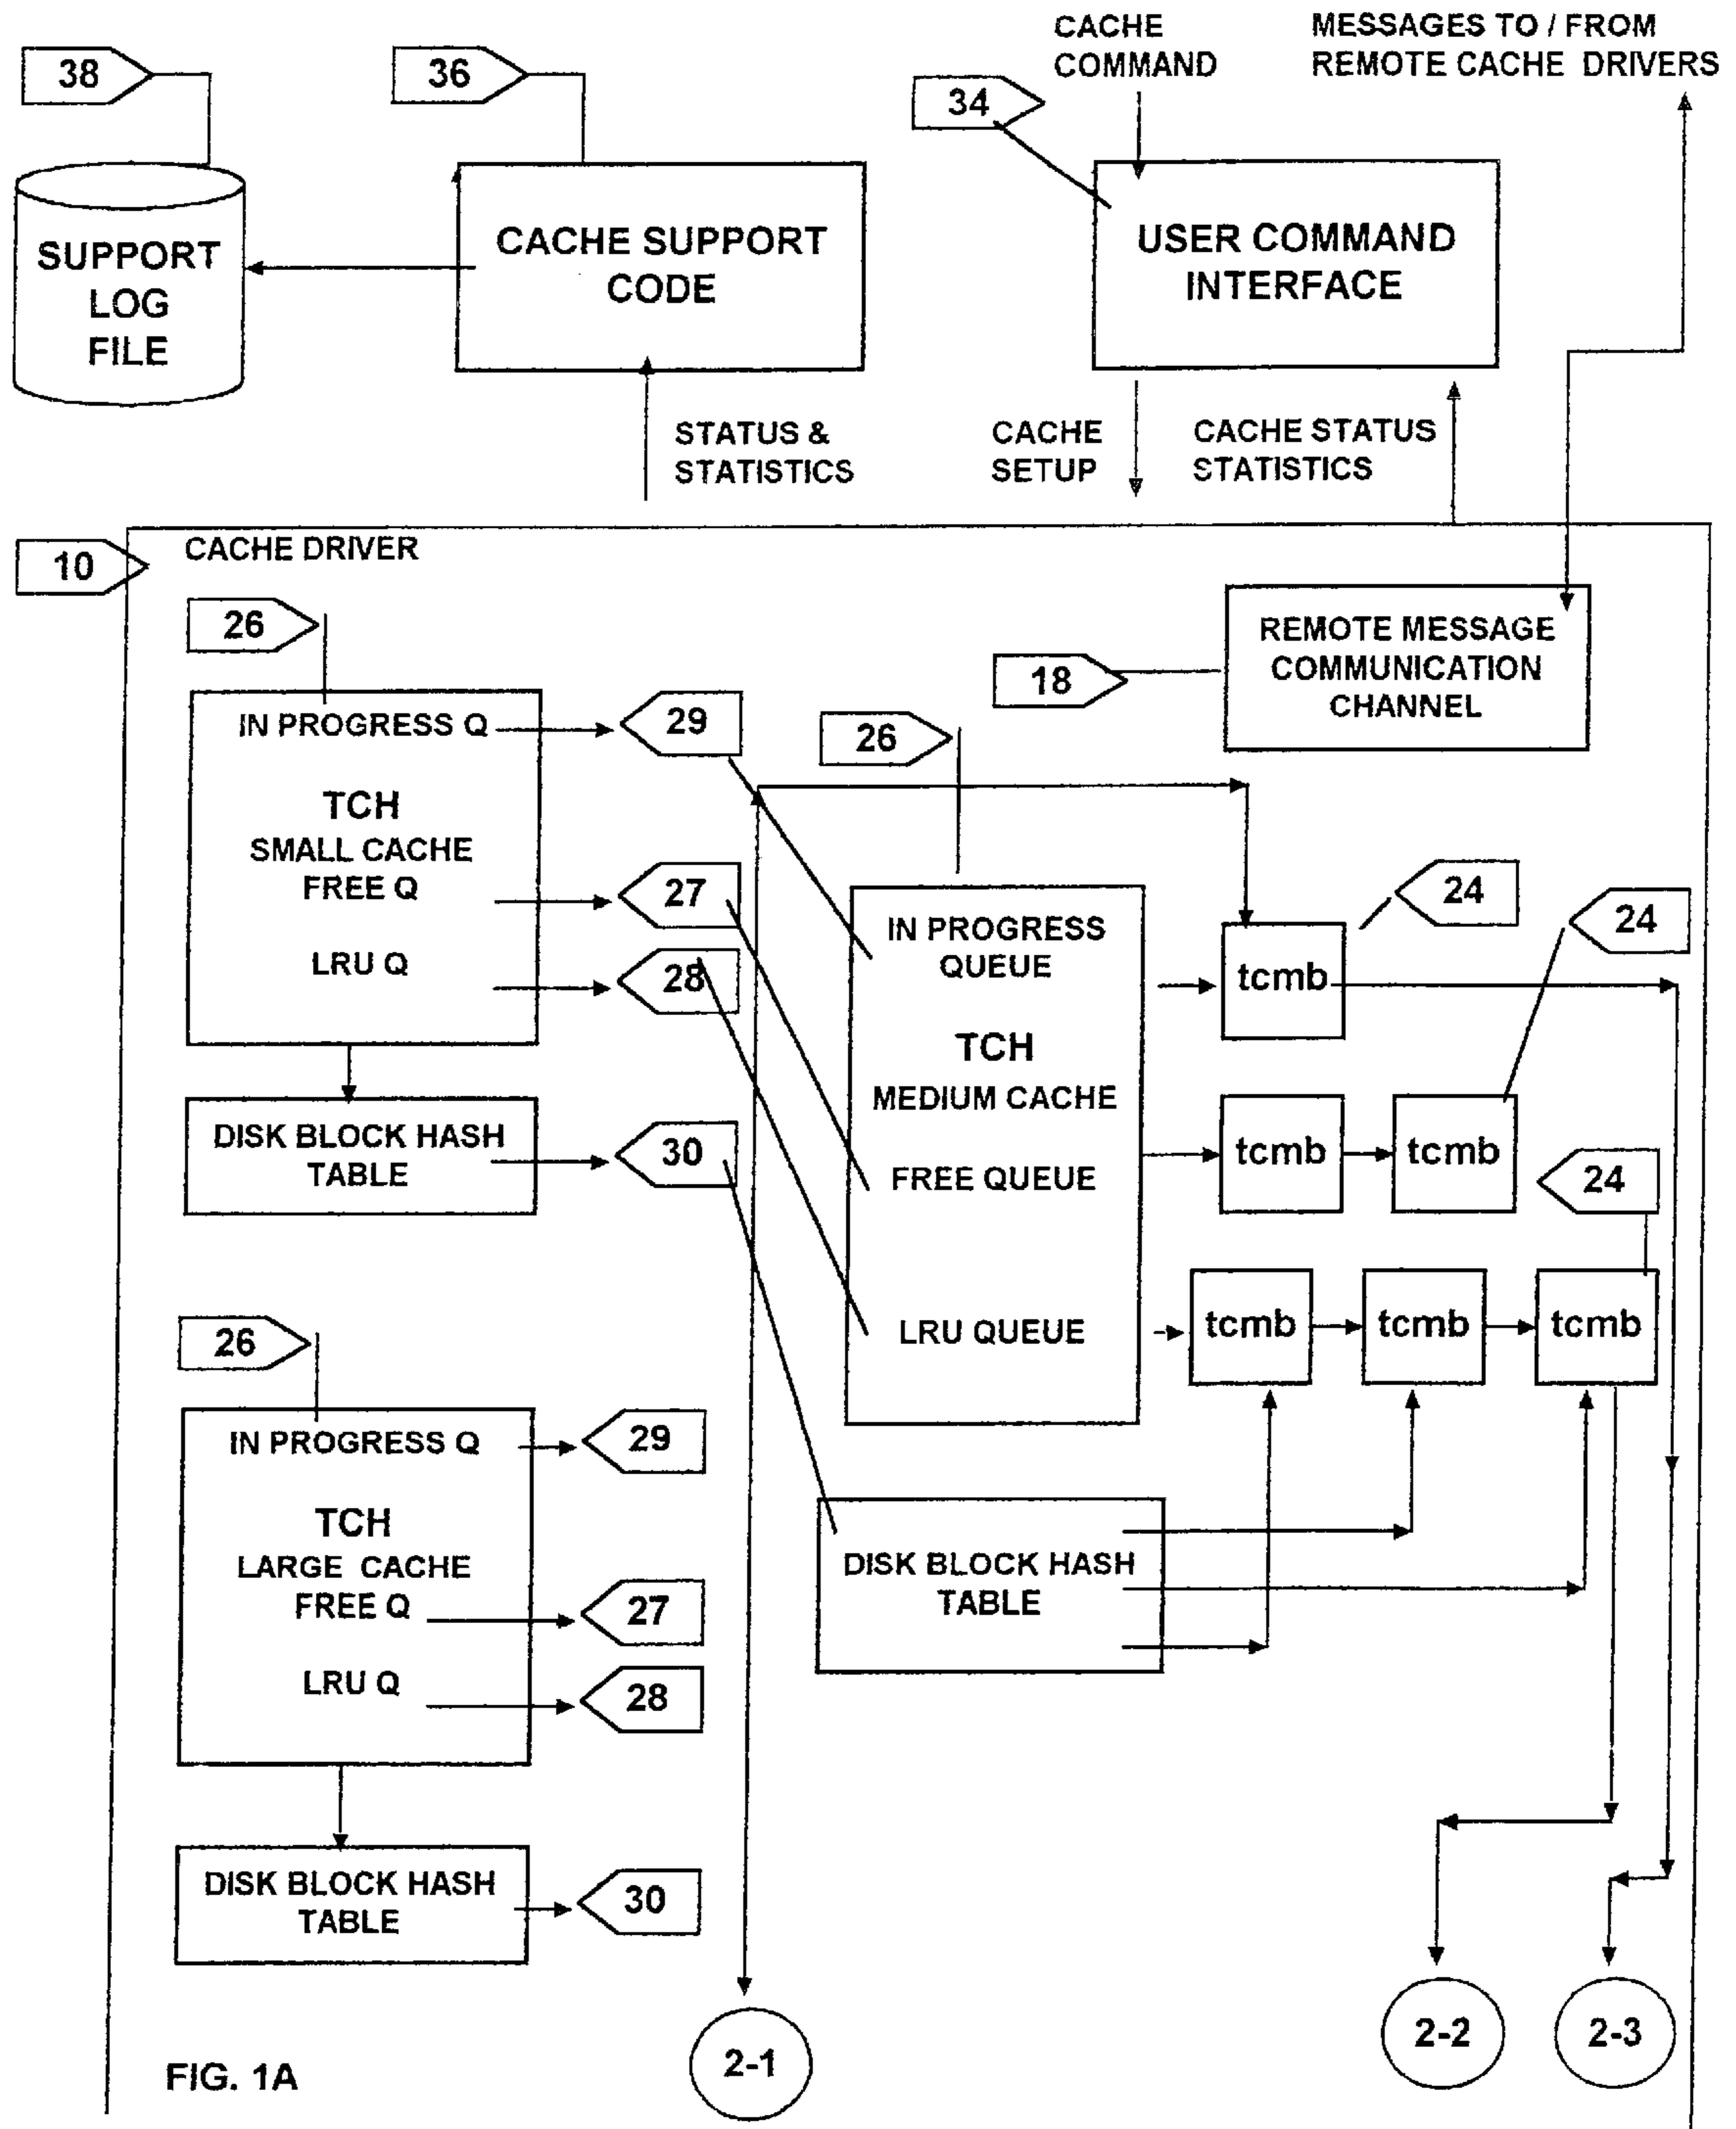 CACHE
COMMAND
MESSAGES TO / FROM
REMOTE CACHE DRIVERS
38
36
34
SUPPORT
LOG
FILE
CACHE SUPPORT
CODE
USER COMMAND
INTERFACE
STATUS &
STATISTICS
CACHE
SETUP
CACHE STATUS
STATISTICS
10
CACHE DRIVER
26
REMOTE MESSAGE
COMMUNICATION
CHANNEL
18
IN PROGRESS Q
29
26
TCH
SMALL CACHE
FREE Q
27
LRU Q
28
IN PROGRESS
QUEUE
TCH
MEDIUM CACHE
FREE QUEUE
LRU QUEUE
24
24
tcmb
tcmb
tcmb
24
tcmb
tcmb
tcmb
DISK BLOCK HASH
TABLE
30
26
IN PROGRESS Q
29
TCH
LARGE CACHE
FREE Q
27
LRU Q
28
DISK BLOCK HASH
TABLE
DISK BLOCK HASH
TABLE
30
2-1
2-2
2-3
FIG. 1A